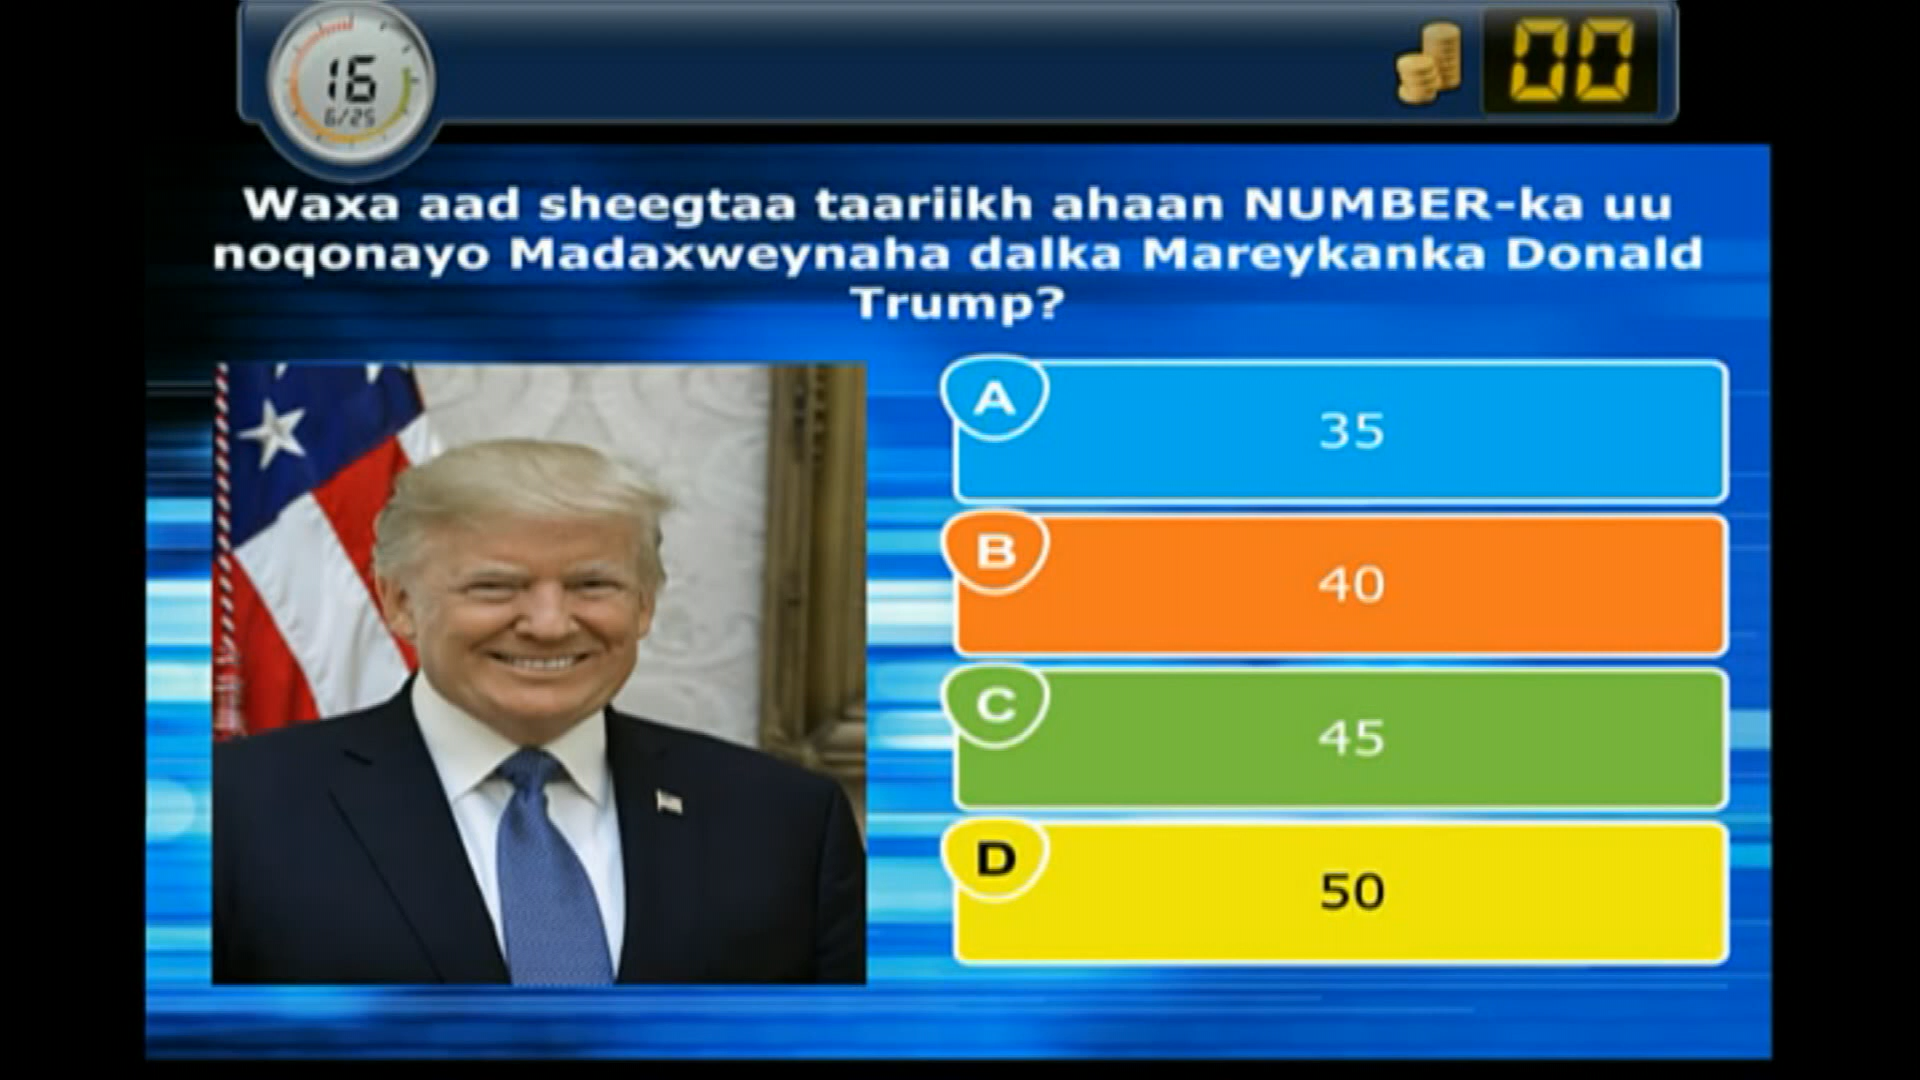 16
6/25
00
Waxa aad sheegtaa taariikh ahaan NUMBER-ka uu
noqonayo Madaxweynaha dalka Mareykanka Donald
Trump?
A
35
B
40
C
45
D
50